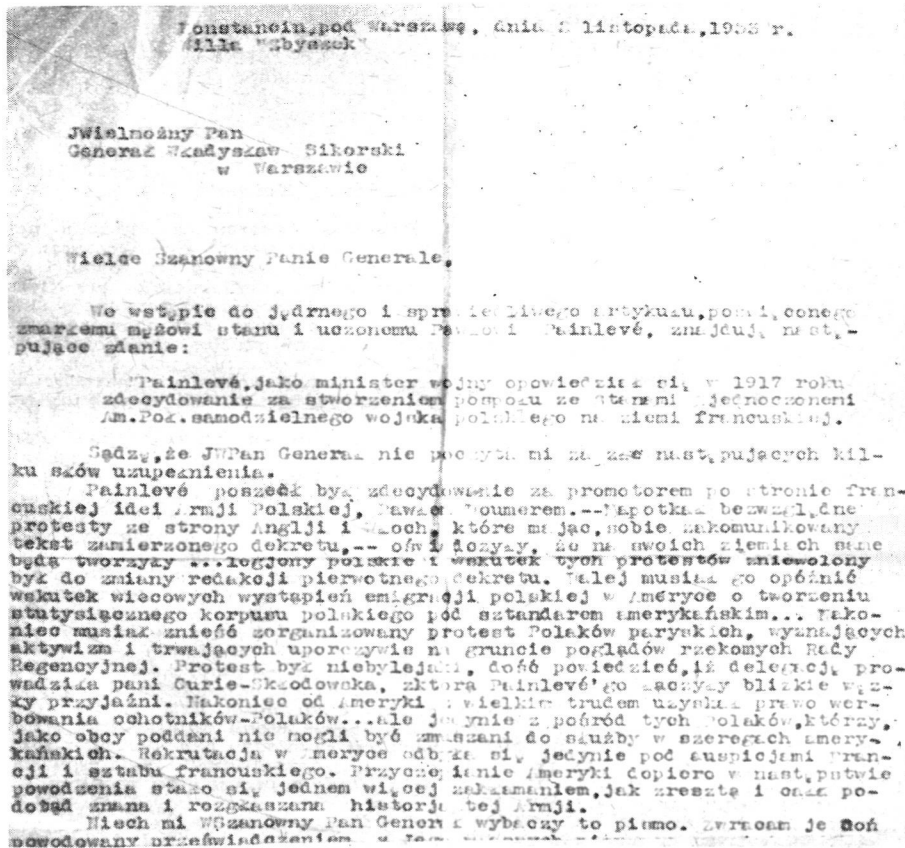 Konstancin,pod Warszawą, dnia listopada,1933 r.
Willa "Zbyszek"
JWielmożny Pan
Generał Władysław Sikorski
w Warszawie
Wielce Szanowny Panie Generale,
We wstępie do jędrnego i sprawiedliwego artykułu,poświęconego
zmarłemu mężowi stanu i uczonemu Pawłowi Painlevé, znajduję nastę-
pujące zdanie:
"Painlevé,jako minister wojny opowiedział się w 1917 roku
zdecydowanie za stworzeniem pospołu ze Stanami Zjednoczonemi
Am.Poł.samodzielnego wojska polskiego na ziemi francuskiej.
Sądzę,że JWPan Generał nie poczyta mi za złe następujących kil-
ku słów uzupełnienia.
Painlevé poszedł był zdecydowanie za promotorem po stronie fran-
cuskiej idei Armji Polskiej, Pawłem Doumerem.--Napotkał bezwzględne
protesty ze strony Anglji i Włoch, które mając,sobie zakomunikowany
tekst zamierzonego dekretu,-- oświadczyły, że na swoich ziemiach same
będą tworzyły ...legjony polskie i wskutek tych protestów zniewolony
był do zmiany redakcji pierwotnego dekretu. Dalej musiał go opóźnić
wskutek wiecowych wystąpień emigracji polskiej w Ameryce o tworzeniu
stutysiącznego korpusu polskiego pod sztandarem amerykańskim... Nako-
niec musiał znieść zorganizowany protest Polaków paryskich, wyznających
aktywizm i trwających uporczywie na gruncie poglądów rzekomych Rady
Regencyjnej. Protest był niebylejaki, dość powiedzieć,iż delegację pro-
wadziła pani Curie-Skłodowska, zktórą Painlevé'go łączyły blizkie węz-
ły przyjaźni. Nakoniec od Ameryki z wielkim trudem uzyskał prawo wer-
bowania ochotników-Polaków...ale jedynie z pośród tych Polaków,którzy,
jako obcy poddani nie mogli być zmuszani do służby w szeregach amery-
kańskich. Rekrutacja w Ameryce odbyła się jedynie pod auspicjami Fran-
cji i sztabu francuskiego. Przyczejianie Ameryki dopiero w następstwie
powodzenia stało się jednem więcej zakłamaniem,jak zresztą i cała po-
dotąd znana i rozgłaszana historja tej Armji.
Niech mi WSzanowny Pan Generał wybaczy to pismo. Zwracam je doń
powodowany przeświadczeniem, z Jego